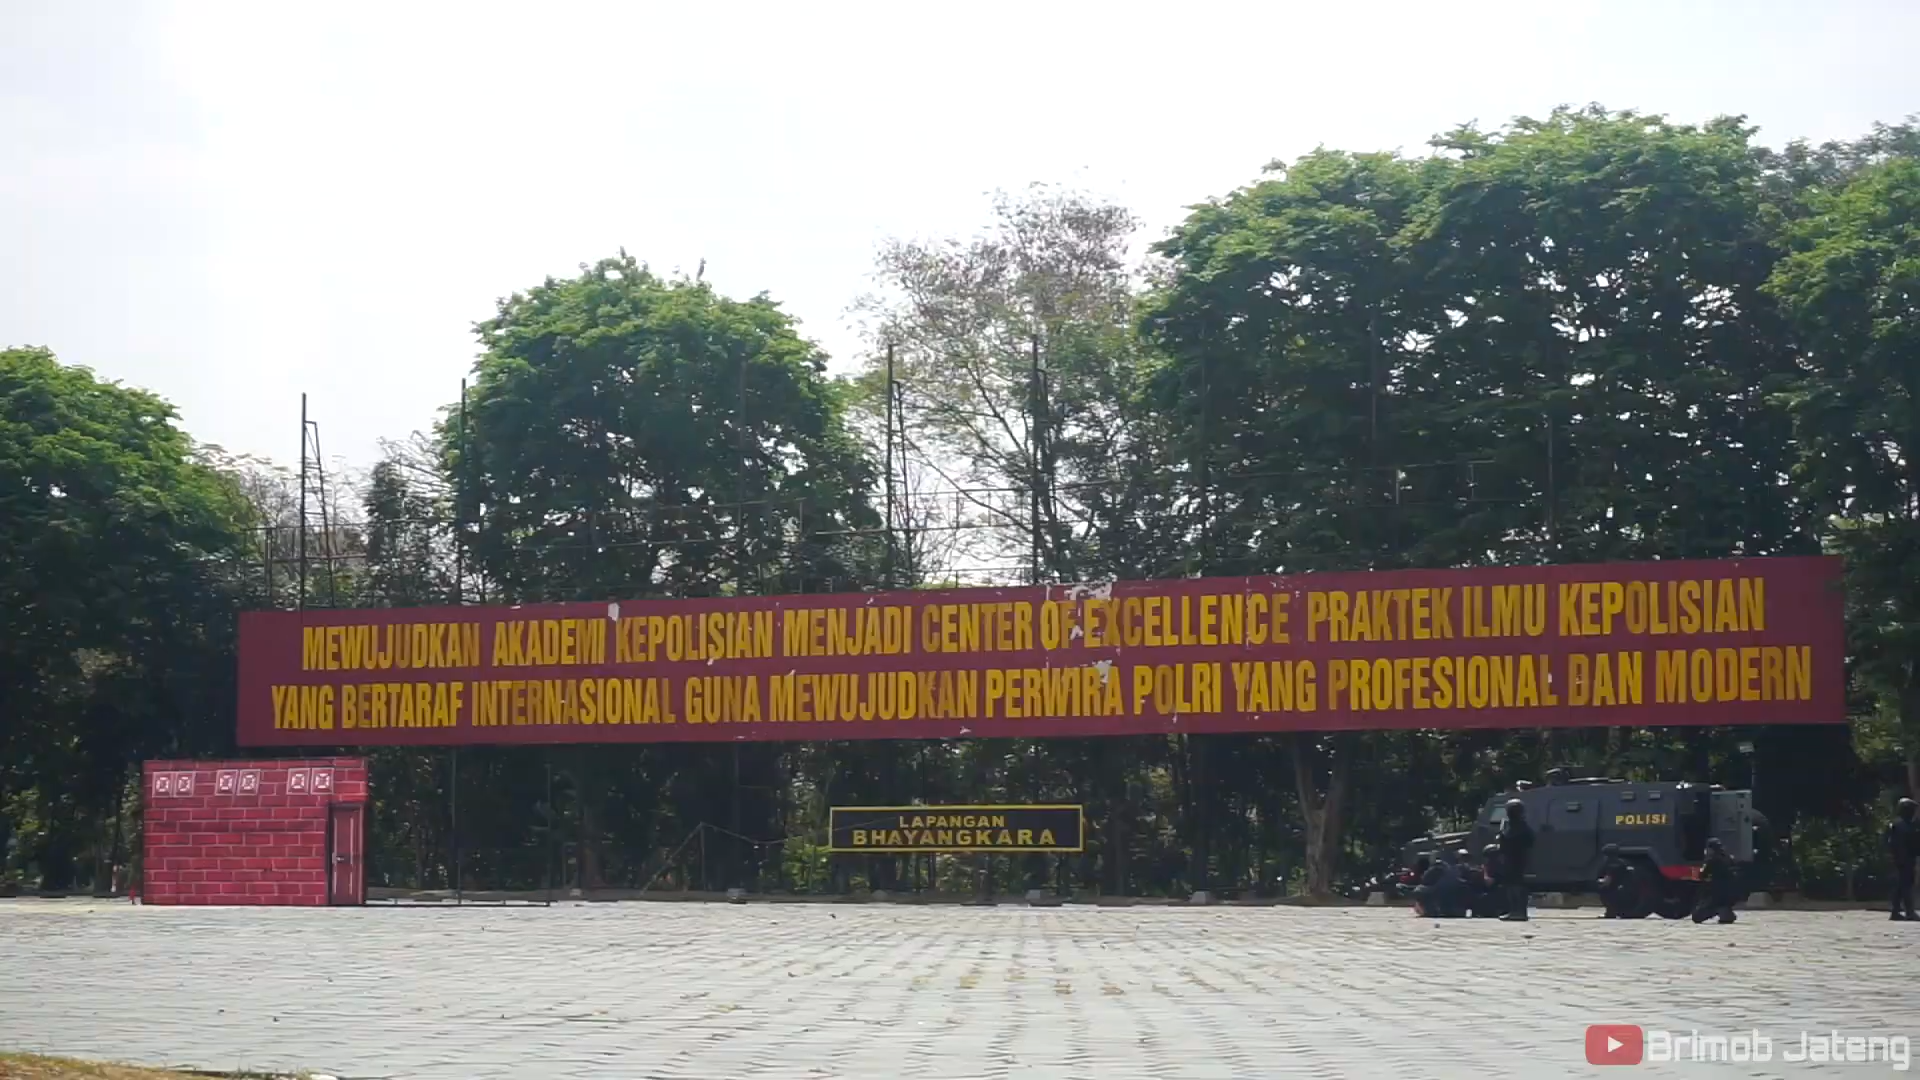 MEWUJUDKAN AKADEMI KEPOLISIAN MENJADI CENTER OF EXCELLENCE PRAKTEK ILMU KEPOLISIAN
YANG BERTARAF INTERNASIONAL GUNA MEWUJUDKAN PERWIRA POLRI YANG PROFESIONAL DAN MODERN
LAPANGAN
BHAYANGKARA
POLISI
Brimob Jateng